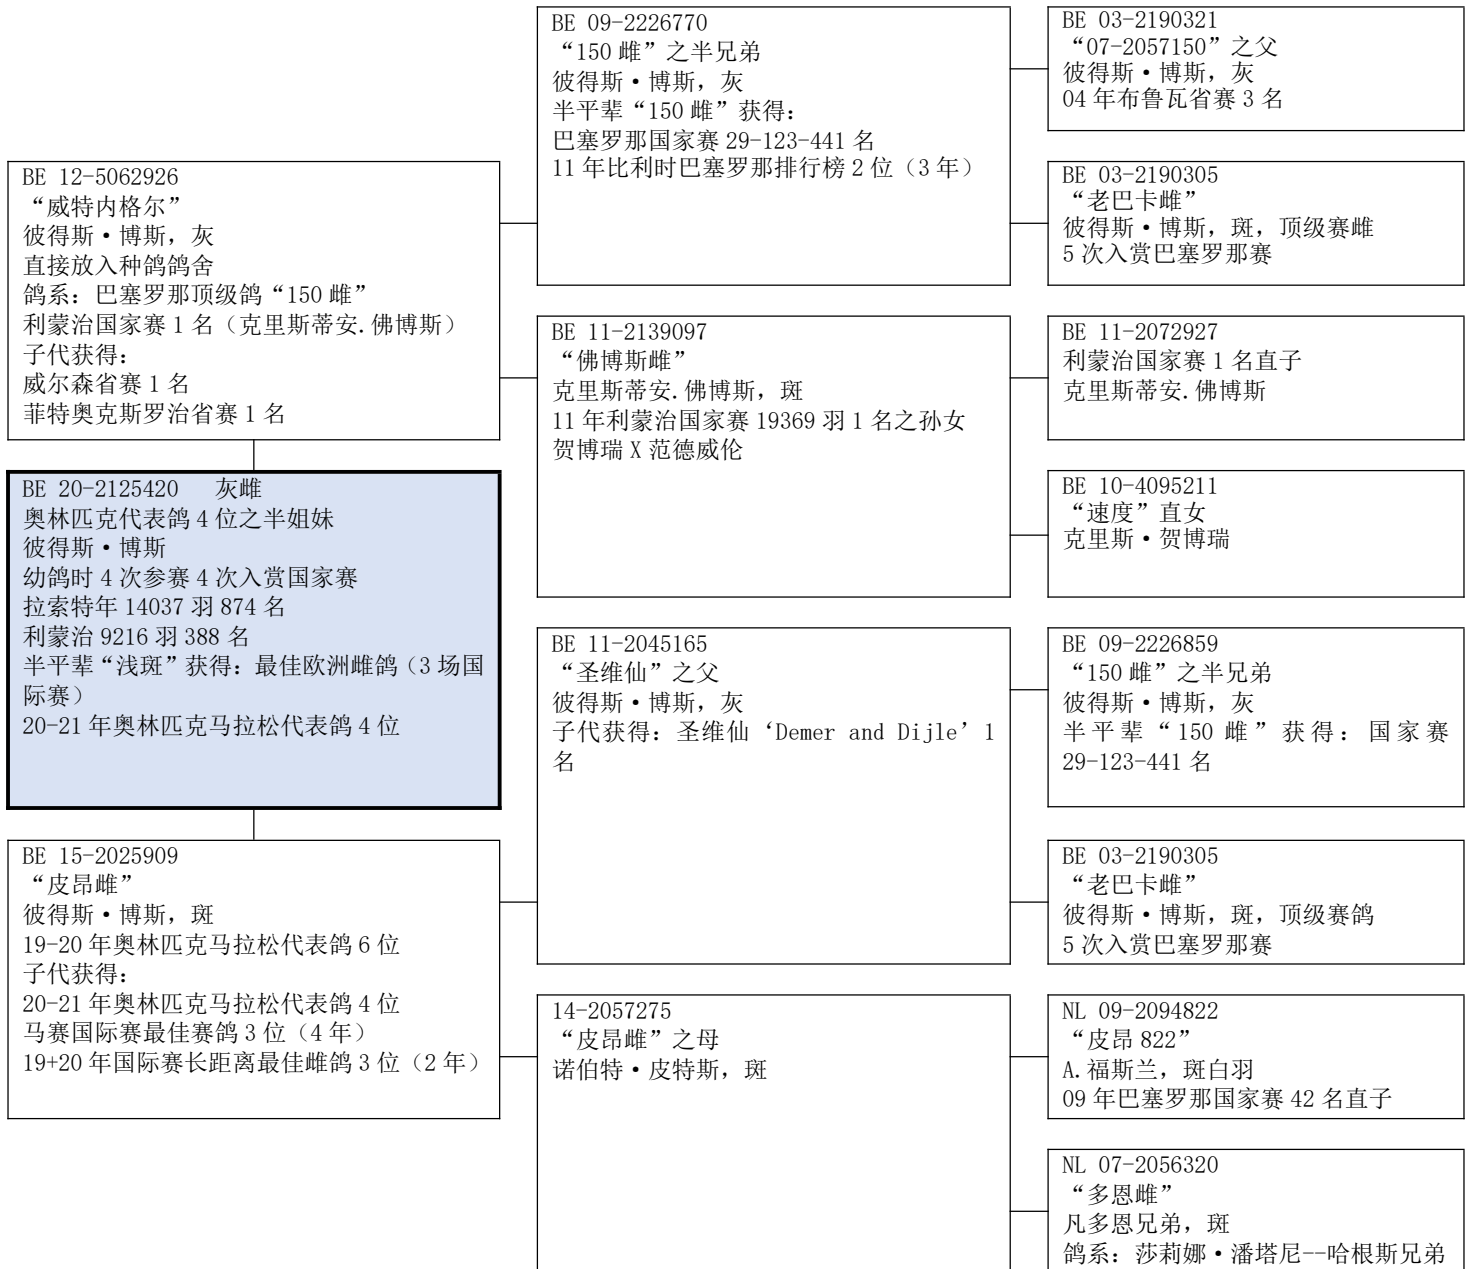 BE 12-5062926
“威特内格尔”
彼得斯·博斯，灰
直接放入种鸽鸽舍
鸽系：巴塞罗那顶级鸽“150 雌”
利蒙治国家赛 1 名（克里斯蒂安.佛博斯）
子代获得：
威尔森省赛 1 名
菲特奥克斯罗治省赛 1 名
BE 20-2125420 灰雌
奥林匹克代表鸽 4 位之半姐妹
彼得斯·博斯
幼鸽时 4 次参赛 4 次入赏国家赛
拉索特年 14037 羽 874 名
利蒙治 9216 羽 388 名
半平辈“浅斑”获得：最佳欧洲雌鸽（3 场国
际赛）
20-21 年奥林匹克马拉松代表鸽 4 位
BE 15-2025909
“皮昂雌”
彼得斯·博斯，斑
19-20 年奥林匹克马拉松代表鸽 6 位
子代获得：
20-21 年奥林匹克马拉松代表鸽 4 位
马赛国际赛最佳赛鸽 3 位（4 年）
19+20 年国际赛长距离最佳雌鸽 3 位（2 年）
BE 09-2226770
“150 雌”之半兄弟
彼得斯·博斯，灰
半平辈“150 雌”获得：
巴塞罗那国家赛 29-123-441 名
11 年比利时巴塞罗那排行榜 2 位（3 年）
BE 11-2139097
“佛博斯雌”
克里斯蒂安.佛博斯，斑
11 年利蒙治国家赛 19369 羽 1 名之孙女
贺博瑞 X 范德威伦
BE 11-2045165
“圣维仙”之父
彼得斯·博斯，灰
子代获得：圣维仙‘Demer and Dijle’1
名
14-2057275
“皮昂雌”之母
诺伯特·皮特斯，斑
BE 03-2190321
“07-2057150”之父
彼得斯·博斯，灰
04 年布鲁瓦省赛 3 名
BE 03-2190305
“老巴卡雌”
彼得斯·博斯，斑，顶级赛雌
5 次入赏巴塞罗那赛
BE 11-2072927
利蒙治国家赛 1 名直子
克里斯蒂安.佛博斯
BE 10-4095211
“速度”直女
克里斯·贺博瑞
BE 09-2226859
“150 雌”之半兄弟
彼得斯·博斯，灰
半平辈“150 雌”获得：国家赛
29-123-441 名
BE 03-2190305
“老巴卡雌”
彼得斯·博斯，斑，顶级赛鸽
5 次入赏巴塞罗那赛
NL 09-2094822
“皮昂 822”
A.福斯兰，斑白羽
09 年巴塞罗那国家赛 42 名直子
NL 07-2056320
“多恩雌”
凡多恩兄弟，斑
鸽系：莎莉娜·潘塔尼--哈根斯兄弟